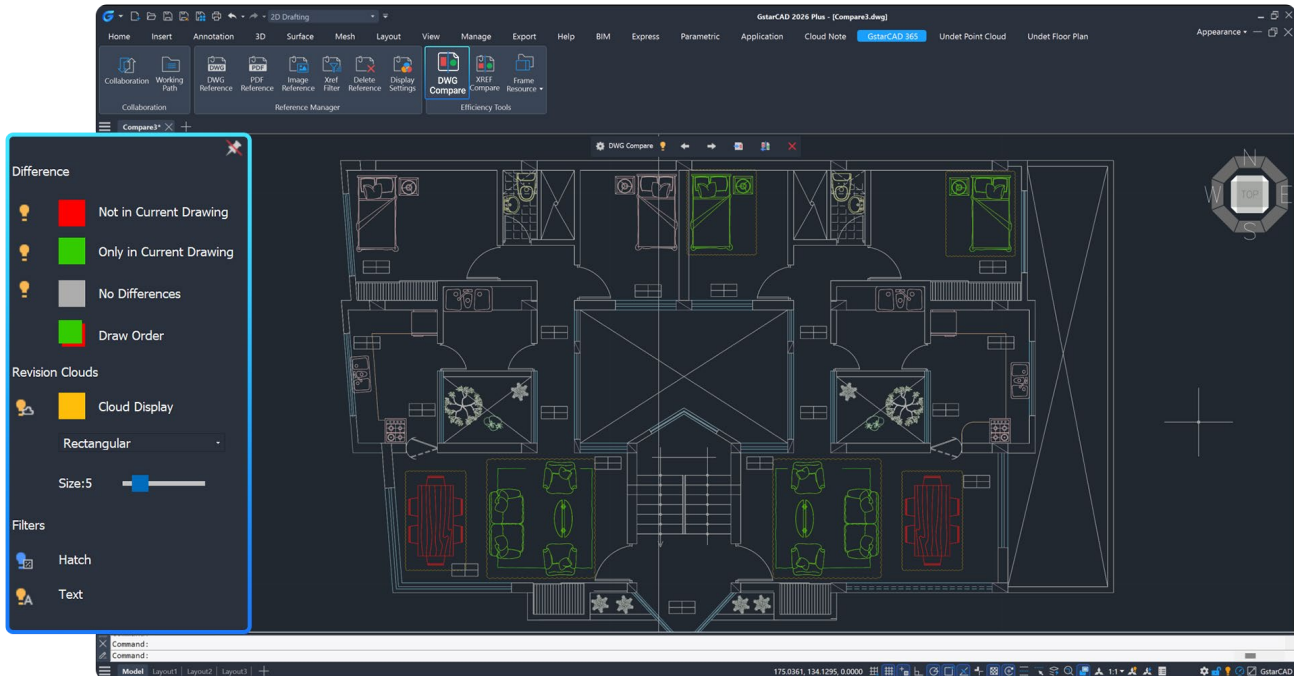 2D Drafting
GstarCAD 2026 Plus - [Compare3.dwg]
Home Insert Annotation 3D Surface Mesh Layout View Manage Export Help BIM Express Parametric Application Cloud Note GstarCAD 365 Undet Point Cloud Undet Floor Plan Appearance
Collaboration Working Path DWG Reference PDF Reference Image Reference Xref Filter Delete Reference Display Settings DWG Compare XREF Compare Frame Resource
Collaboration Reference Manager Efficiency Tools
Compare3*
DWG Compare
Difference
Not in Current Drawing
Only in Current Drawing
No Differences
Draw Order
Revision Clouds
Cloud Display
Rectangular
Size:5
Filters
Hatch
Text
N
W TOP E
S
Command:
Command:
Model Layout1 Layout2 Layout3
175.0361, 134.1295, 0.0000 1:1 GstarCAD